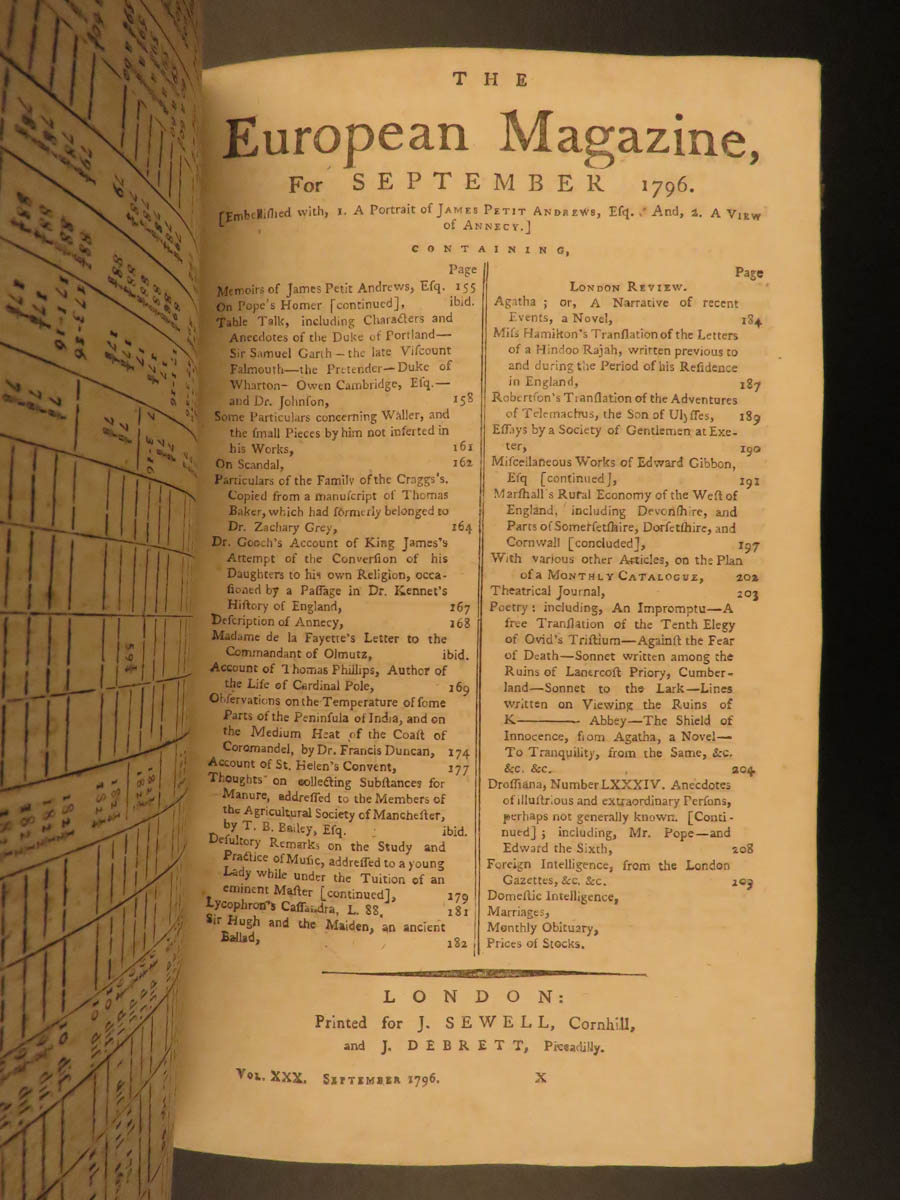 THE
European Magazine,
For SEPTEMBER 1796.
[Embelliſhed with, 1. A Portrait of JAMES PETIT ANDREWS, Eſq. And, 2. A VIEW
of ANNECY.]
CONTAINING,
Page
Memoirs of James Petit Andrews, Eſq. 155
On Pope's Homer [continued], ibid.
Table Talk, including Characters and
Anecdotes of the Duke of Portland—
Sir Samuel Garth—the late Viſcount
Falmouth—the Pretender—Duke of
Wharton—Owen Cambridge, Eſq.—
and Dr. Johnſon, 158
Some Particulars concerning Waller, and
the ſmall Pieces by him not inſerted in
his Works, 161
On Scandal, 162
Particulars of the Family of the Craggs's.
Copied from a manuſcript of Thomas
Baker, which had formerly belonged to
Dr. Zachary Grey, 164
Dr. Gooch's Account of King James's
Attempt of the Converſion of his
Daughters to his own Religion, occa-
ſioned by a Paſſage in Dr. Kennet's
Hiſtory of England, 167
Deſcription of Annecy, 168
Madame de la Fayette's Letter to the
Commandant of Olmutz, ibid.
Account of Thomas Phillips, Author of
the Life of Cardinal Pole, 169
Obſervations on the Temperature of ſome
Parts of the Peninſula of India, and on
the Medium Heat of the Coaſt of
Coromandel, by Dr. Francis Duncan, 174
Account of St. Helen's Convent, 177
Thoughts on collecting Subſtances for
Manure, addreſſed to the Members of
the Agricultural Society of Mancheſter,
by T. B. Bailey, Eſq. ibid.
Deſultory Remarks on the Study and
Practice of Muſic, addreſſed to a young
Lady while under the Tuition of an
eminent Maſter [continued], 179
Lycophron's Caſſandra, L. 88. 181
Sir Hugh and the Maiden, an ancient
Ballad, 182
Page
LONDON REVIEW.
Agatha; or, A Narrative of recent
Events, a Novel, 184
Miſs Hamilton's Tranſlation of the Letters
of a Hindoo Rajah, written previous to
and during the Period of his Reſidence
in England, 187
Robertſon's Tranſlation of the Adventures
of Telemachus, the Son of Ulyſſes, 189
Eſſays by a Society of Gentlemen at Exe-
ter, 190
Miſcellaneous Works of Edward Gibbon,
Eſq [continued], 191
Marſhall's Rural Economy of the Weſt of
England, including Devonſhire, and
Parts of Somerſetſhire, Dorſetſhire, and
Cornwall [concluded], 197
With various other Articles, on the Plan
of a MONTHLY CATALOGUE, 202
Theatrical Journal, 203
Poetry: including, An Impromptu—A
free Tranſlation of the Tenth Elegy
of Ovid's Triſtium—Againſt the Fear
of Death—Sonnet written among the
Ruins of Lanercoſt Priory, Cumber-
land—Sonnet to the Lark—Lines
written on Viewing the Ruins of
K——— Abbey—The Shield of
Innocence, from Agatha, a Novel—
To Tranquility, from the Same, &c.
&c. &c. 204
Droſſiana, Number LXXXIV. Anecdotes
of illuſtrious and extraordinary Perſons,
perhaps not generally known. [Conti-
nued]; including, Mr. Pope—and
Edward the Sixth, 208
Foreign Intelligence, from the London
Gazettes, &c. &c. 209
Domeſtic Intelligence,
Marriages,
Monthly Obituary,
Prices of Stocks.
LONDON:
Printed for J. SEWELL, Cornhill,
and J. DEBRETT, Piccadilly.
VOL. XXX. SEPTEMBER 1796. X